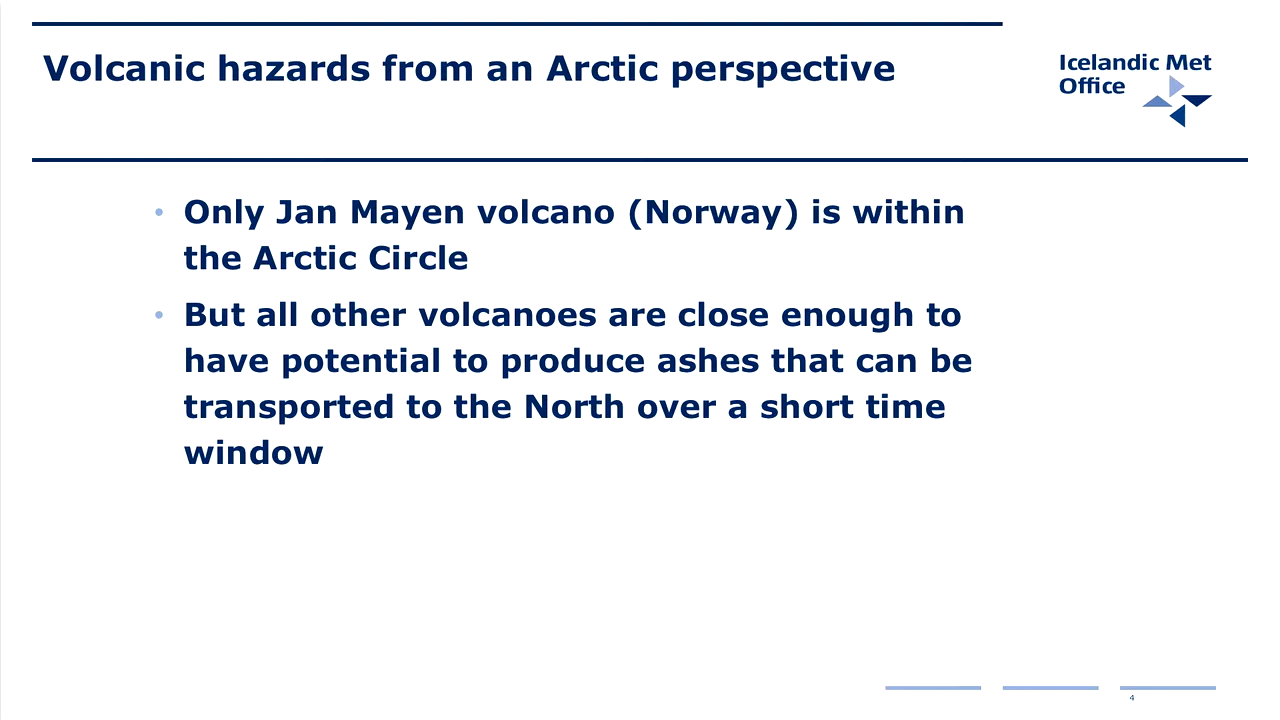 Volcanic hazards from an Arctic perspective
Icelandic Met
Office
• Only Jan Mayen volcano (Norway) is within
the Arctic Circle
• But all other volcanoes are close enough to
have potential to produce ashes that can be
transported to the North over a short time
window
4